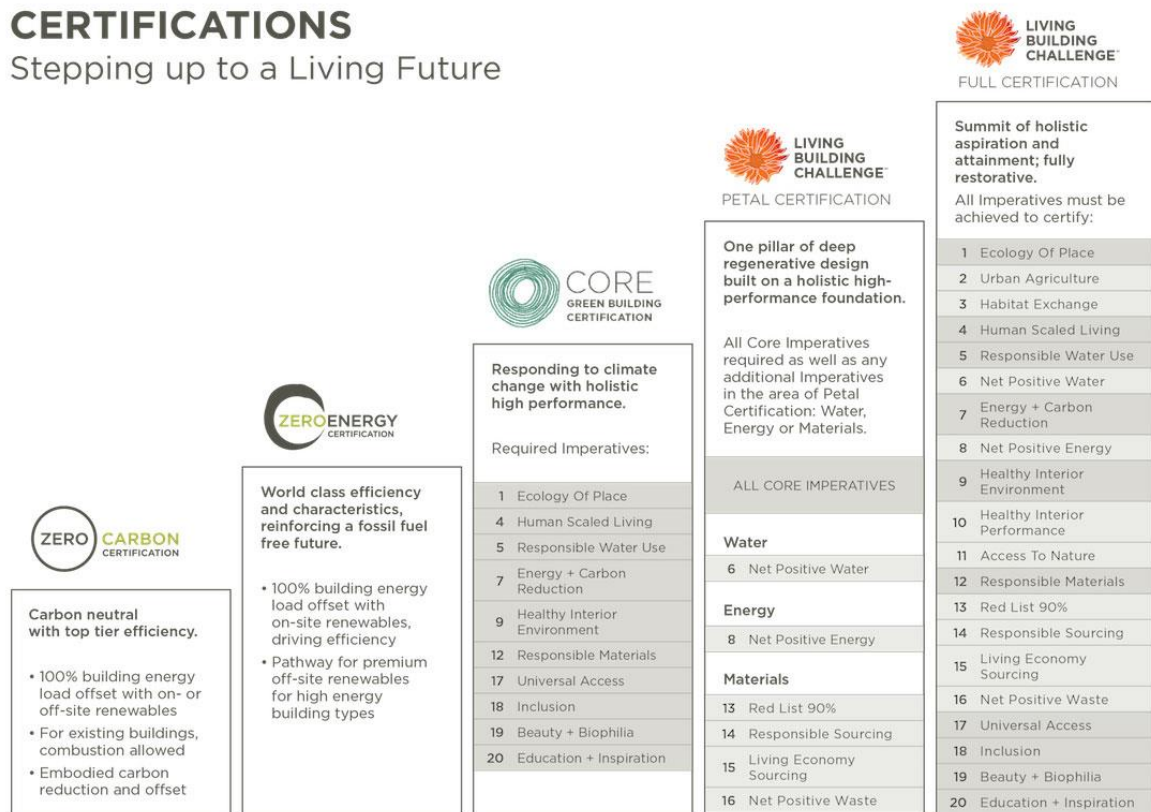 CERTIFICATIONS
Stepping up to a Living Future
ZERO CARBON
CERTIFICATION
Carbon neutral
with top tier efficiency.
• 100% building energy
load offset with on- or
off-site renewables
• For existing buildings,
combustion allowed
• Embodied carbon
reduction and offset
ZEROENERGY
CERTIFICATION
World class efficiency
and characteristics,
reinforcing a fossil fuel
free future.
• 100% building energy
load offset with
on-site renewables,
driving efficiency
• Pathway for premium
off-site renewables
for high energy
building types
CORE
GREEN BUILDING
CERTIFICATION
Responding to climate
change with holistic
high performance.
Required Imperatives:
1 Ecology Of Place
4 Human Scaled Living
5 Responsible Water Use
7 Energy + Carbon
Reduction
9 Healthy Interior
Environment
12 Responsible Materials
17 Universal Access
18 Inclusion
19 Beauty + Biophilia
20 Education + Inspiration
LIVING
BUILDING
CHALLENGE℠
PETAL CERTIFICATION
One pillar of deep
regenerative design
built on a holistic high-
performance foundation.
All Core Imperatives
required as well as any
additional Imperatives
in the area of Petal
Certification: Water,
Energy or Materials.
ALL CORE IMPERATIVES
Water
6 Net Positive Water
Energy
8 Net Positive Energy
Materials
13 Red List 90%
14 Responsible Sourcing
15 Living Economy
Sourcing
16 Net Positive Waste
LIVING
BUILDING
CHALLENGE℠
FULL CERTIFICATION
Summit of holistic
aspiration and
attainment; fully
restorative.
All Imperatives must be
achieved to certify:
1 Ecology Of Place
2 Urban Agriculture
3 Habitat Exchange
4 Human Scaled Living
5 Responsible Water Use
6 Net Positive Water
7 Energy + Carbon
Reduction
8 Net Positive Energy
9 Healthy Interior
Environment
10 Healthy Interior
Performance
11 Access To Nature
12 Responsible Materials
13 Red List 90%
14 Responsible Sourcing
15 Living Economy
Sourcing
16 Net Positive Waste
17 Universal Access
18 Inclusion
19 Beauty + Biophilia
20 Education + Inspiration